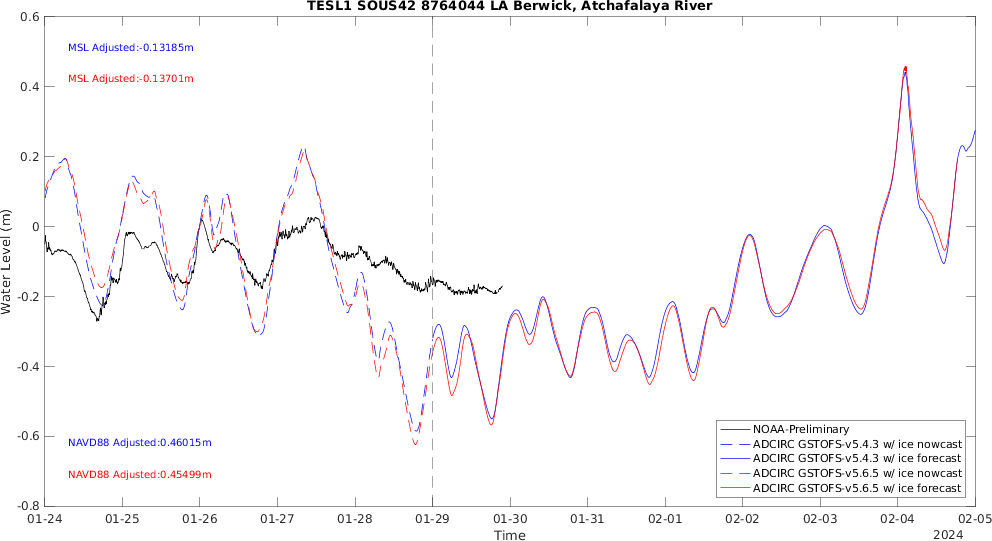 TESL1 SOUS42 8764044 LA Berwick, Atchafalaya River
0.6
0.4
0.2
0
-0.2
-0.4
-0.6
-0.8
Water Level (m)
MSL Adjusted:-0.13185m
MSL Adjusted:-0.13701m
NAVD88 Adjusted:0.46015m
NAVD88 Adjusted:0.45499m
NOAA-Preliminary
ADCIRC GSTOFS-v5.4.3 w/ ice nowcast
ADCIRC GSTOFS-v5.4.3 w/ ice forecast
ADCIRC GSTOFS-v5.6.5 w/ ice nowcast
ADCIRC GSTOFS-v5.6.5 w/ ice forecast
01-24 01-25 01-26 01-27 01-28 01-29 01-30 01-31 02-01 02-02 02-03 02-04 02-05
Time
2024